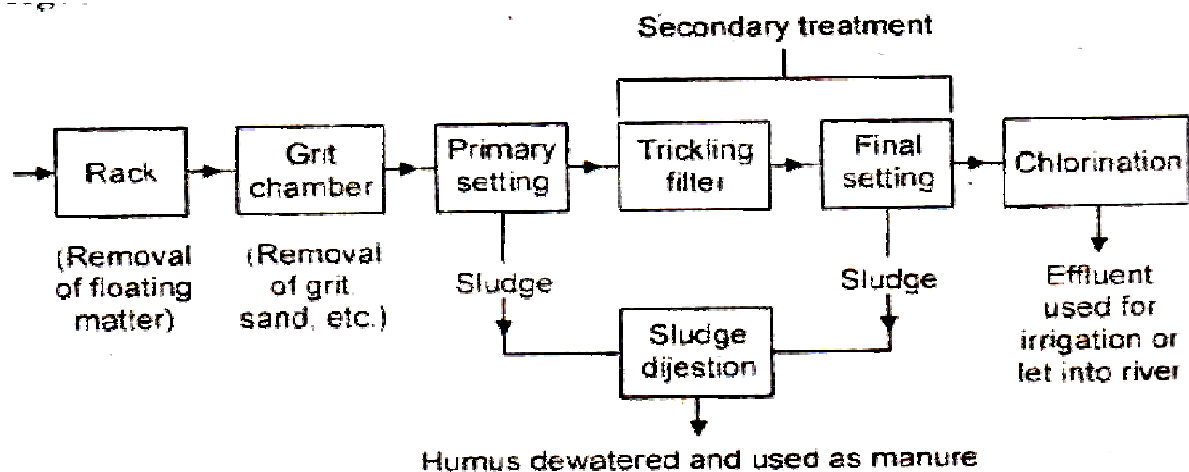 Secondary treatment
Rack
Grit
chamber
Primary
setting
Trickling
filter
Final
setting
Chlorination
(Removal
of floating
matter)
(Removal
of grit
sand, etc.)
Sludge
Sludge
Effluent
used for
irrigation or
let into river
Sludge
dijestion
Humus dewatered and used as manure